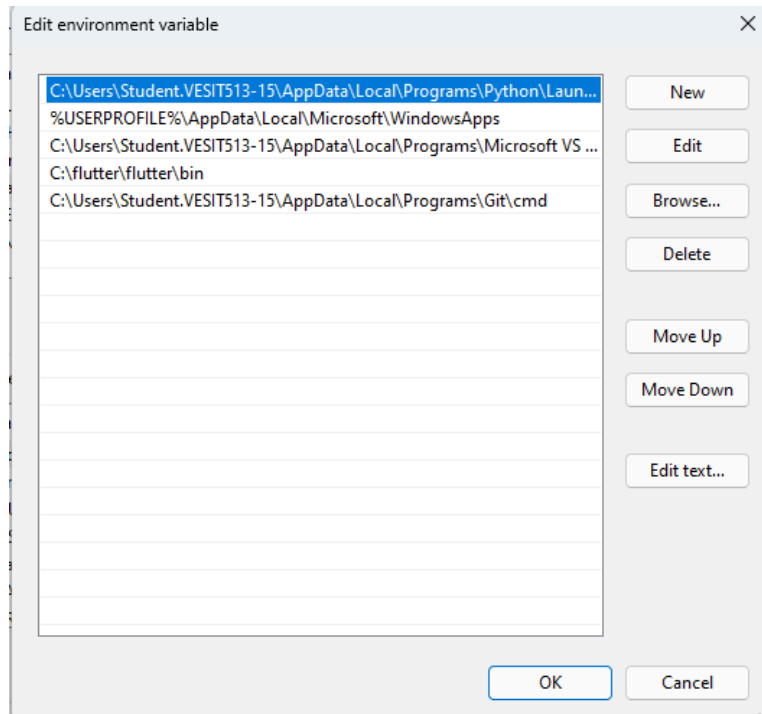 Edit environment variable
C:\Users\Student.VESIT513-15\AppData\Local\Programs\Python\Laun...
%USERPROFILE%\AppData\Local\Microsoft\WindowsApps
C:\Users\Student.VESIT513-15\AppData\Local\Programs\Microsoft VS ...
C:\flutter\flutter\bin
C:\Users\Student.VESIT513-15\AppData\Local\Programs\Git\cmd
New
Edit
Browse...
Delete
Move Up
Move Down
Edit text...
OK
Cancel